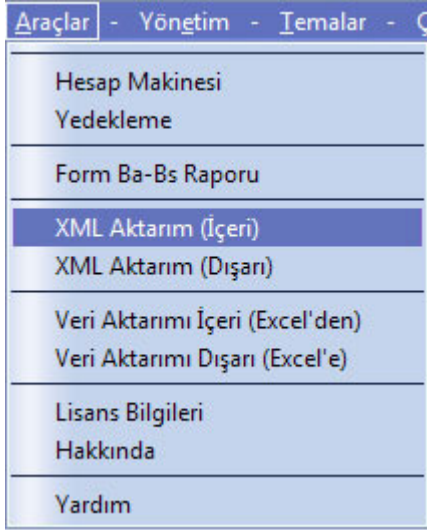 Araçlar - Yönetim - Temalar - Ç
Hesap Makinesi
Yedekleme
Form Ba-Bs Raporu
XML Aktarım (İçeri)
XML Aktarım (Dışarı)
Veri Aktarımı İçeri (Excel'den)
Veri Aktarımı Dışarı (Excel'e)
Lisans Bilgileri
Hakkında
Yardım